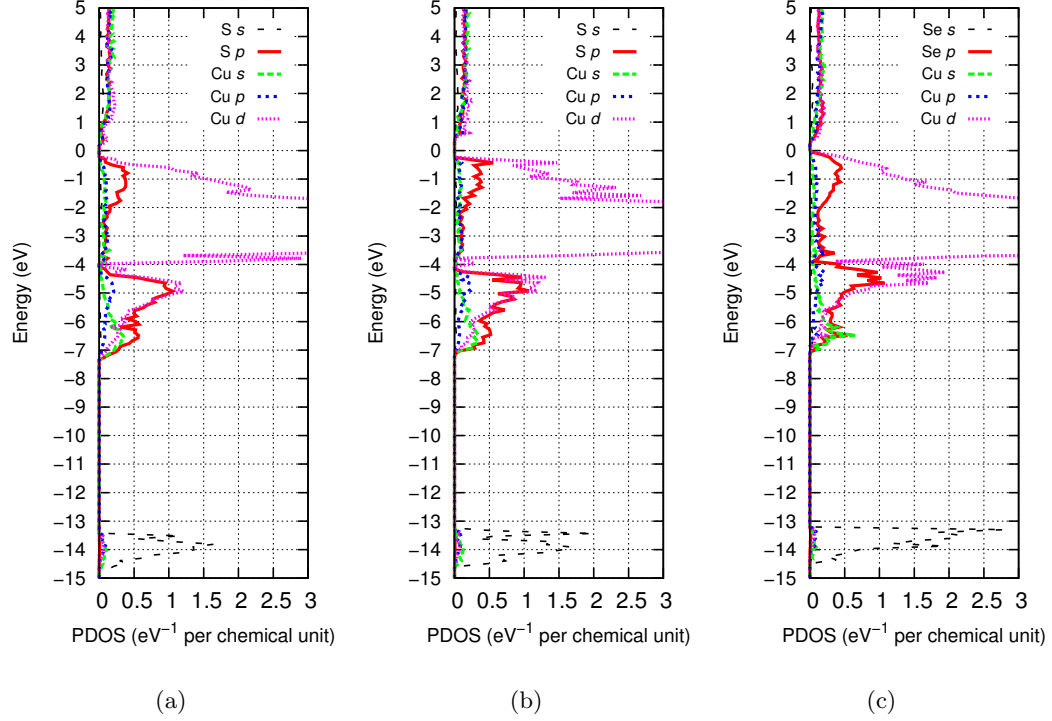 S s
S p
Cu s
Cu p
Cu d
5
4
3
2
1
0
−1
−2
−3
−4
−5
−6
−7
−8
−9
−10
−11
−12
−13
−14
−15
Energy (eV)
0 0.5 1 1.5 2 2.5 3
PDOS (eV⁻¹ per chemical unit)
(a)
S s
S p
Cu s
Cu p
Cu d
5
4
3
2
1
0
−1
−2
−3
−4
−5
−6
−7
−8
−9
−10
−11
−12
−13
−14
−15
Energy (eV)
0 0.5 1 1.5 2 2.5 3
PDOS (eV⁻¹ per chemical unit)
(b)
Se s
Se p
Cu s
Cu p
Cu d
5
4
3
2
1
0
−1
−2
−3
−4
−5
−6
−7
−8
−9
−10
−11
−12
−13
−14
−15
Energy (eV)
0 0.5 1 1.5 2 2.5 3
PDOS (eV⁻¹ per chemical unit)
(c)